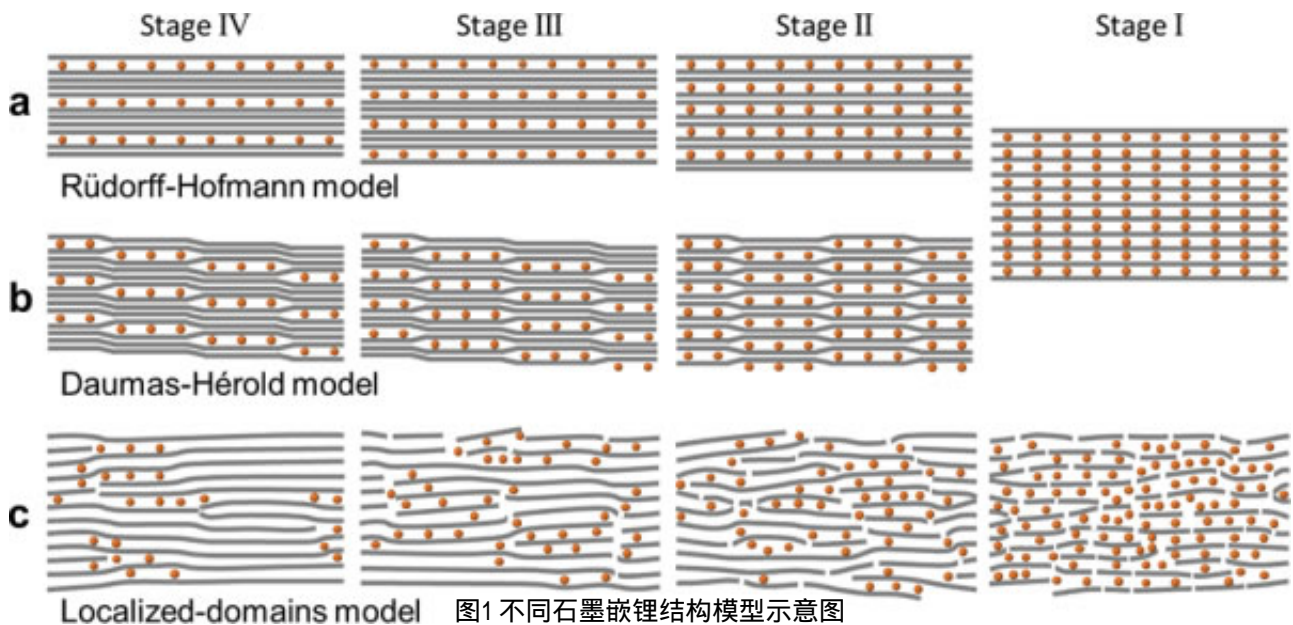 Stage IV Stage III Stage II Stage I
a
Rüdorff-Hofmann model
b
Daumas-Hérold model
c
Localized-domains model 图1 不同石墨嵌锂结构模型示意图